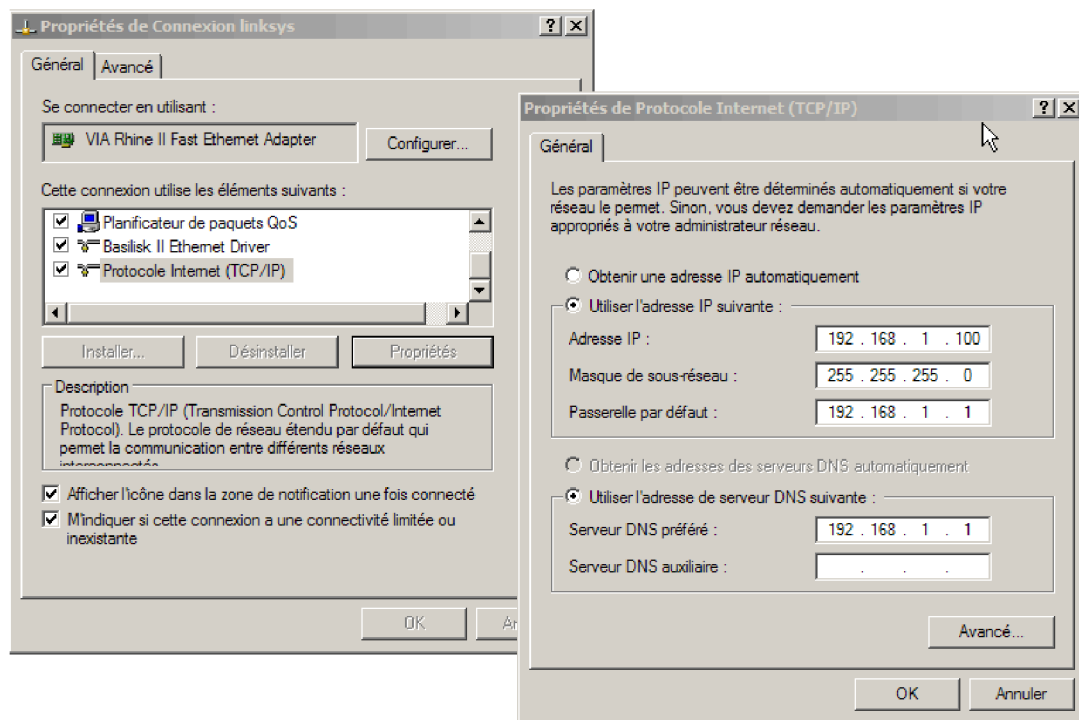 Propriétés de Connexion linksys
Général
Avancé
Se connecter en utilisant :
VIA Rhine II Fast Ethernet Adapter
Configurer...
Cette connexion utilise les éléments suivants :
Planificateur de paquets QoS
Basilisk II Ethernet Driver
Protocole Internet (TCP/IP)
Installer...
Désinstaller
Propriétés
Description
Protocole TCP/IP (Transmission Control Protocol/Internet
Protocol). Le protocole de réseau étendu par défaut qui
permet la communication entre différents réseaux
interconnectés.
Afficher l'icône dans la zone de notification une fois connecté
M'indiquer si cette connexion a une connectivité limitée ou
inexistante
OK
Propriétés de Protocole Internet (TCP/IP)
Général
Les paramètres IP peuvent être déterminés automatiquement si votre
réseau le permet. Sinon, vous devez demander les paramètres IP
appropriés à votre administrateur réseau.
Obtenir une adresse IP automatiquement
Utiliser l'adresse IP suivante :
Adresse IP : 192 . 168 . 1 . 100
Masque de sous-réseau : 255 . 255 . 255 . 0
Passerelle par défaut : 192 . 168 . 1 . 1
Obtenir les adresses des serveurs DNS automatiquement
Utiliser l'adresse de serveur DNS suivante :
Serveur DNS préféré : 192 . 168 . 1 . 1
Serveur DNS auxiliaire : . . .
Avancé...
OK
Annuler